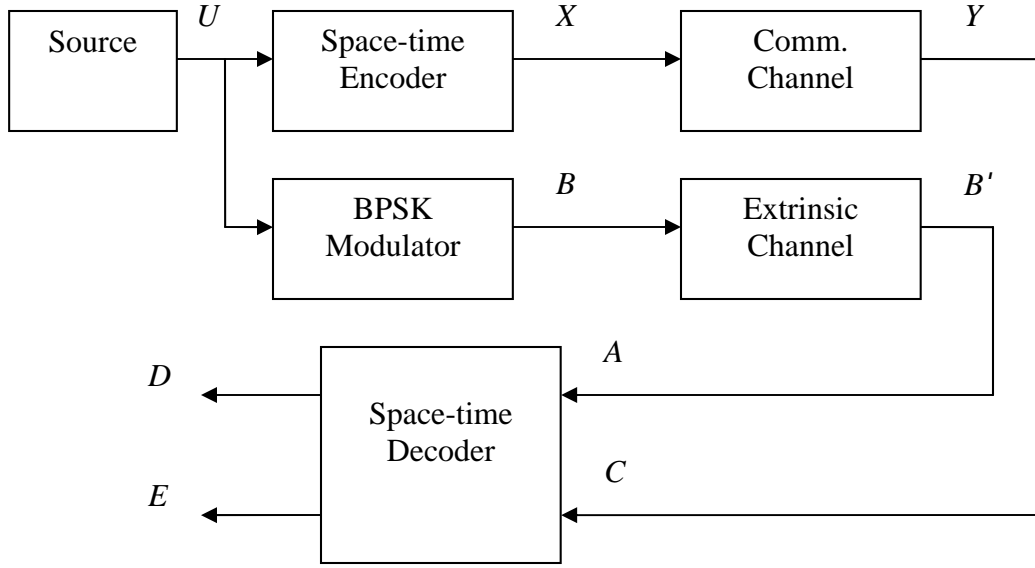 U
X
Y
Source
Space-time
Encoder
Comm.
Channel
B
B'
BPSK
Modulator
Extrinsic
Channel
A
D
Space-time
Decoder
C
E